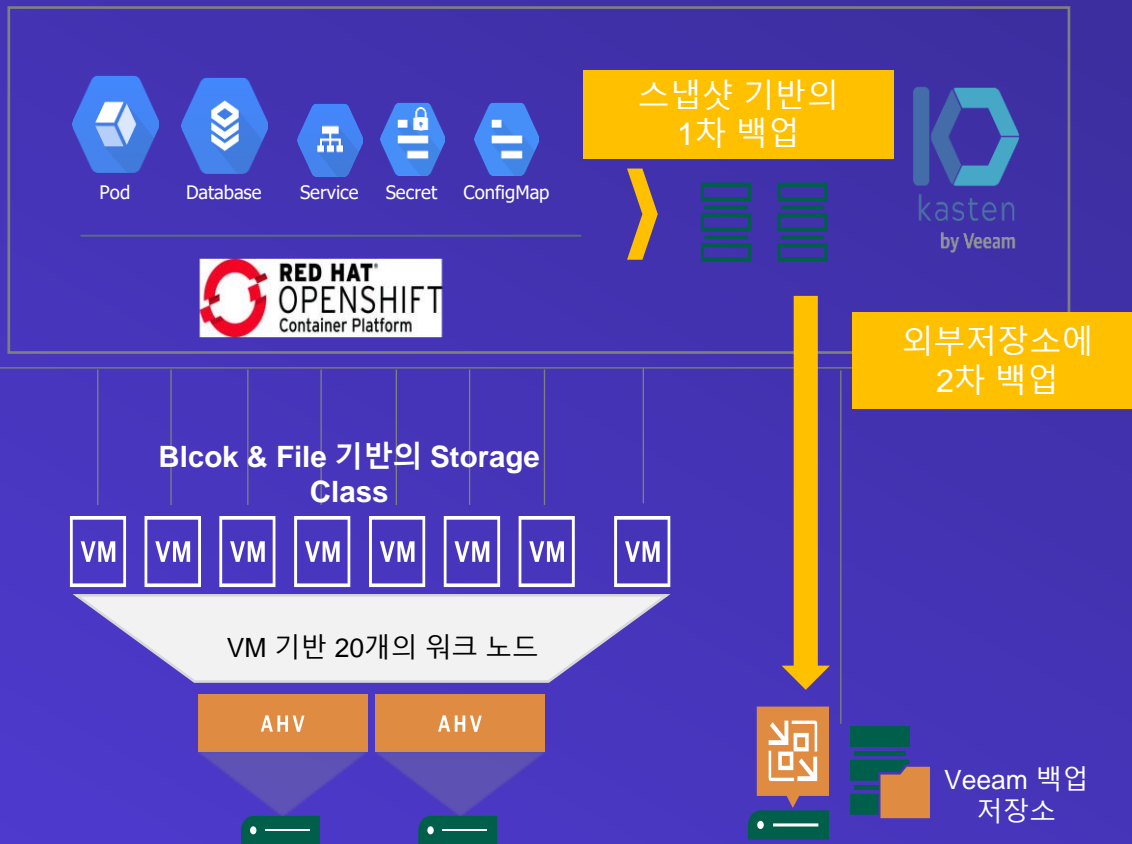 스냅샷 기반의
1차 백업
Pod
Database
Service
Secret
ConfigMap
kasten
by Veeam
RED HAT
OPENSHIFT
Container Platform
외부저장소에
2차 백업
Blcok & File 기반의 Storage
Class
VM
VM
VM
VM
VM
VM
VM
VM
VM 기반 20개의 워크 노드
AHV
AHV
Veeam 백업
저장소